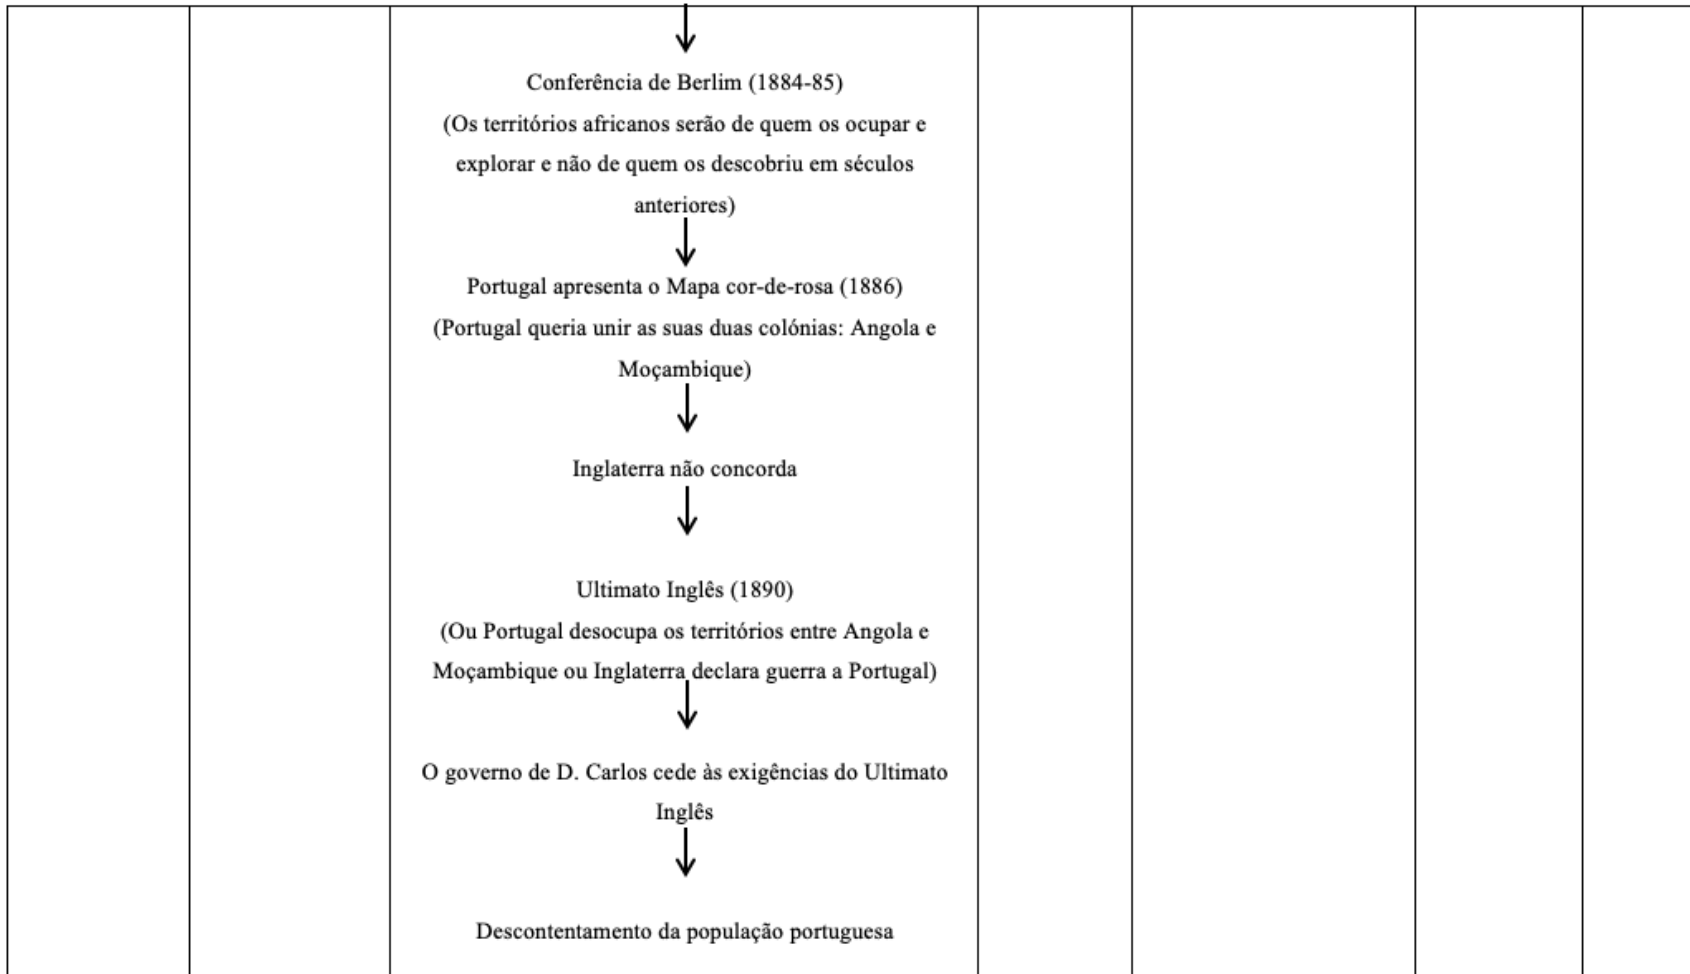 Conferência de Berlim (1884-85)
(Os territórios africanos serão de quem os ocupar e
explorar e não de quem os descobriu em séculos
anteriores)
Portugal apresenta o Mapa cor-de-rosa (1886)
(Portugal queria unir as suas duas colónias: Angola e
Moçambique)
Inglaterra não concorda
Ultimato Inglês (1890)
(Ou Portugal desocupa os territórios entre Angola e
Moçambique ou Inglaterra declara guerra a Portugal)
O governo de D. Carlos cede às exigências do Ultimato
Inglês
Descontentamento da população portuguesa